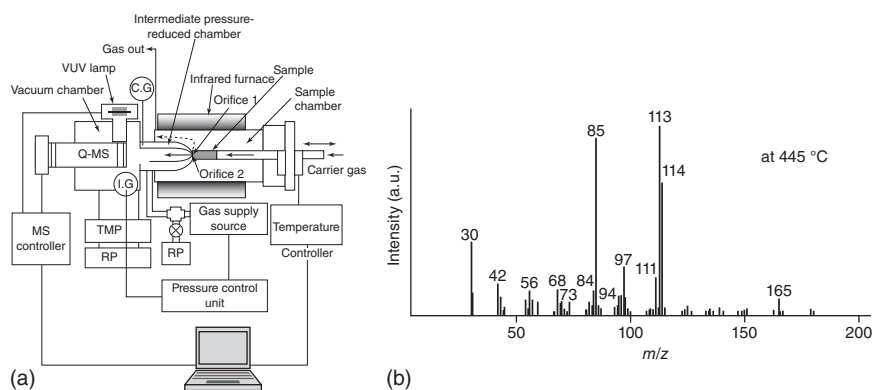 (a)
Intermediate pressure-
reduced chamber
Gas out
VUV lamp
Vacuum chamber
C.G
Infrared furnace
Sample
Orifice 1
Sample
chamber
Q-MS
I.G
Orifice 2
Carrier gas
MS
controller
TMP
RP
RP
Gas supply
source
Temperature
Controller
Pressure control
unit
(b)
Intensity (a.u.)
at 445 °C
30
42
56
68
73
84
85
94
97
111
113
114
165
50
100
150
200
m/z